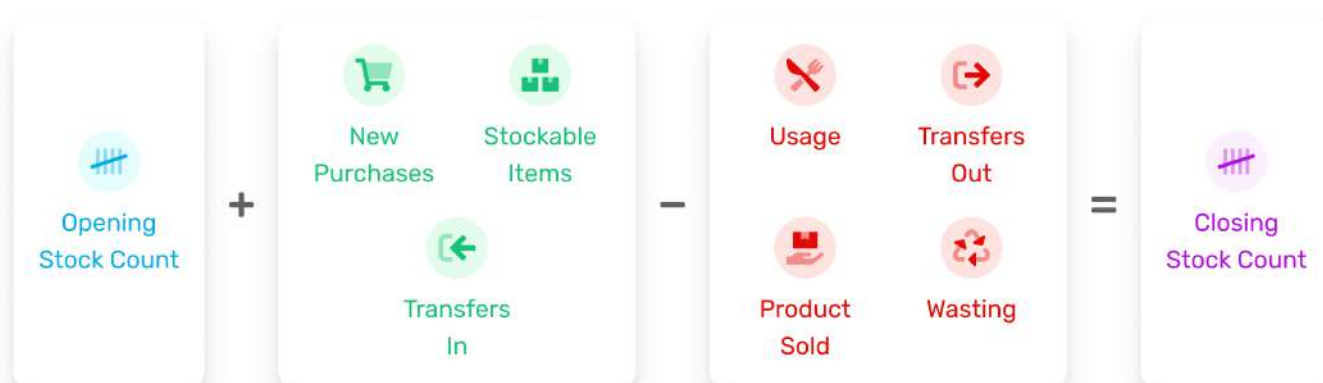 Opening
Stock Count
+
New
Purchases
Stockable
Items
Transfers
In
−
Usage
Transfers
Out
Product
Sold
Wasting
=
Closing
Stock Count